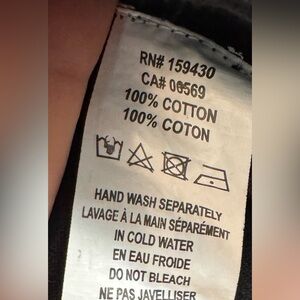 RN# 159430
CA# 06569
100% COTTON
100% COTON
HAND WASH SEPARATELY
LAVAGE À LA MAIN SÉPARÉMENT
IN COLD WATER
EN EAU FROIDE
DO NOT BLEACH
NE PAS JAVELLISER